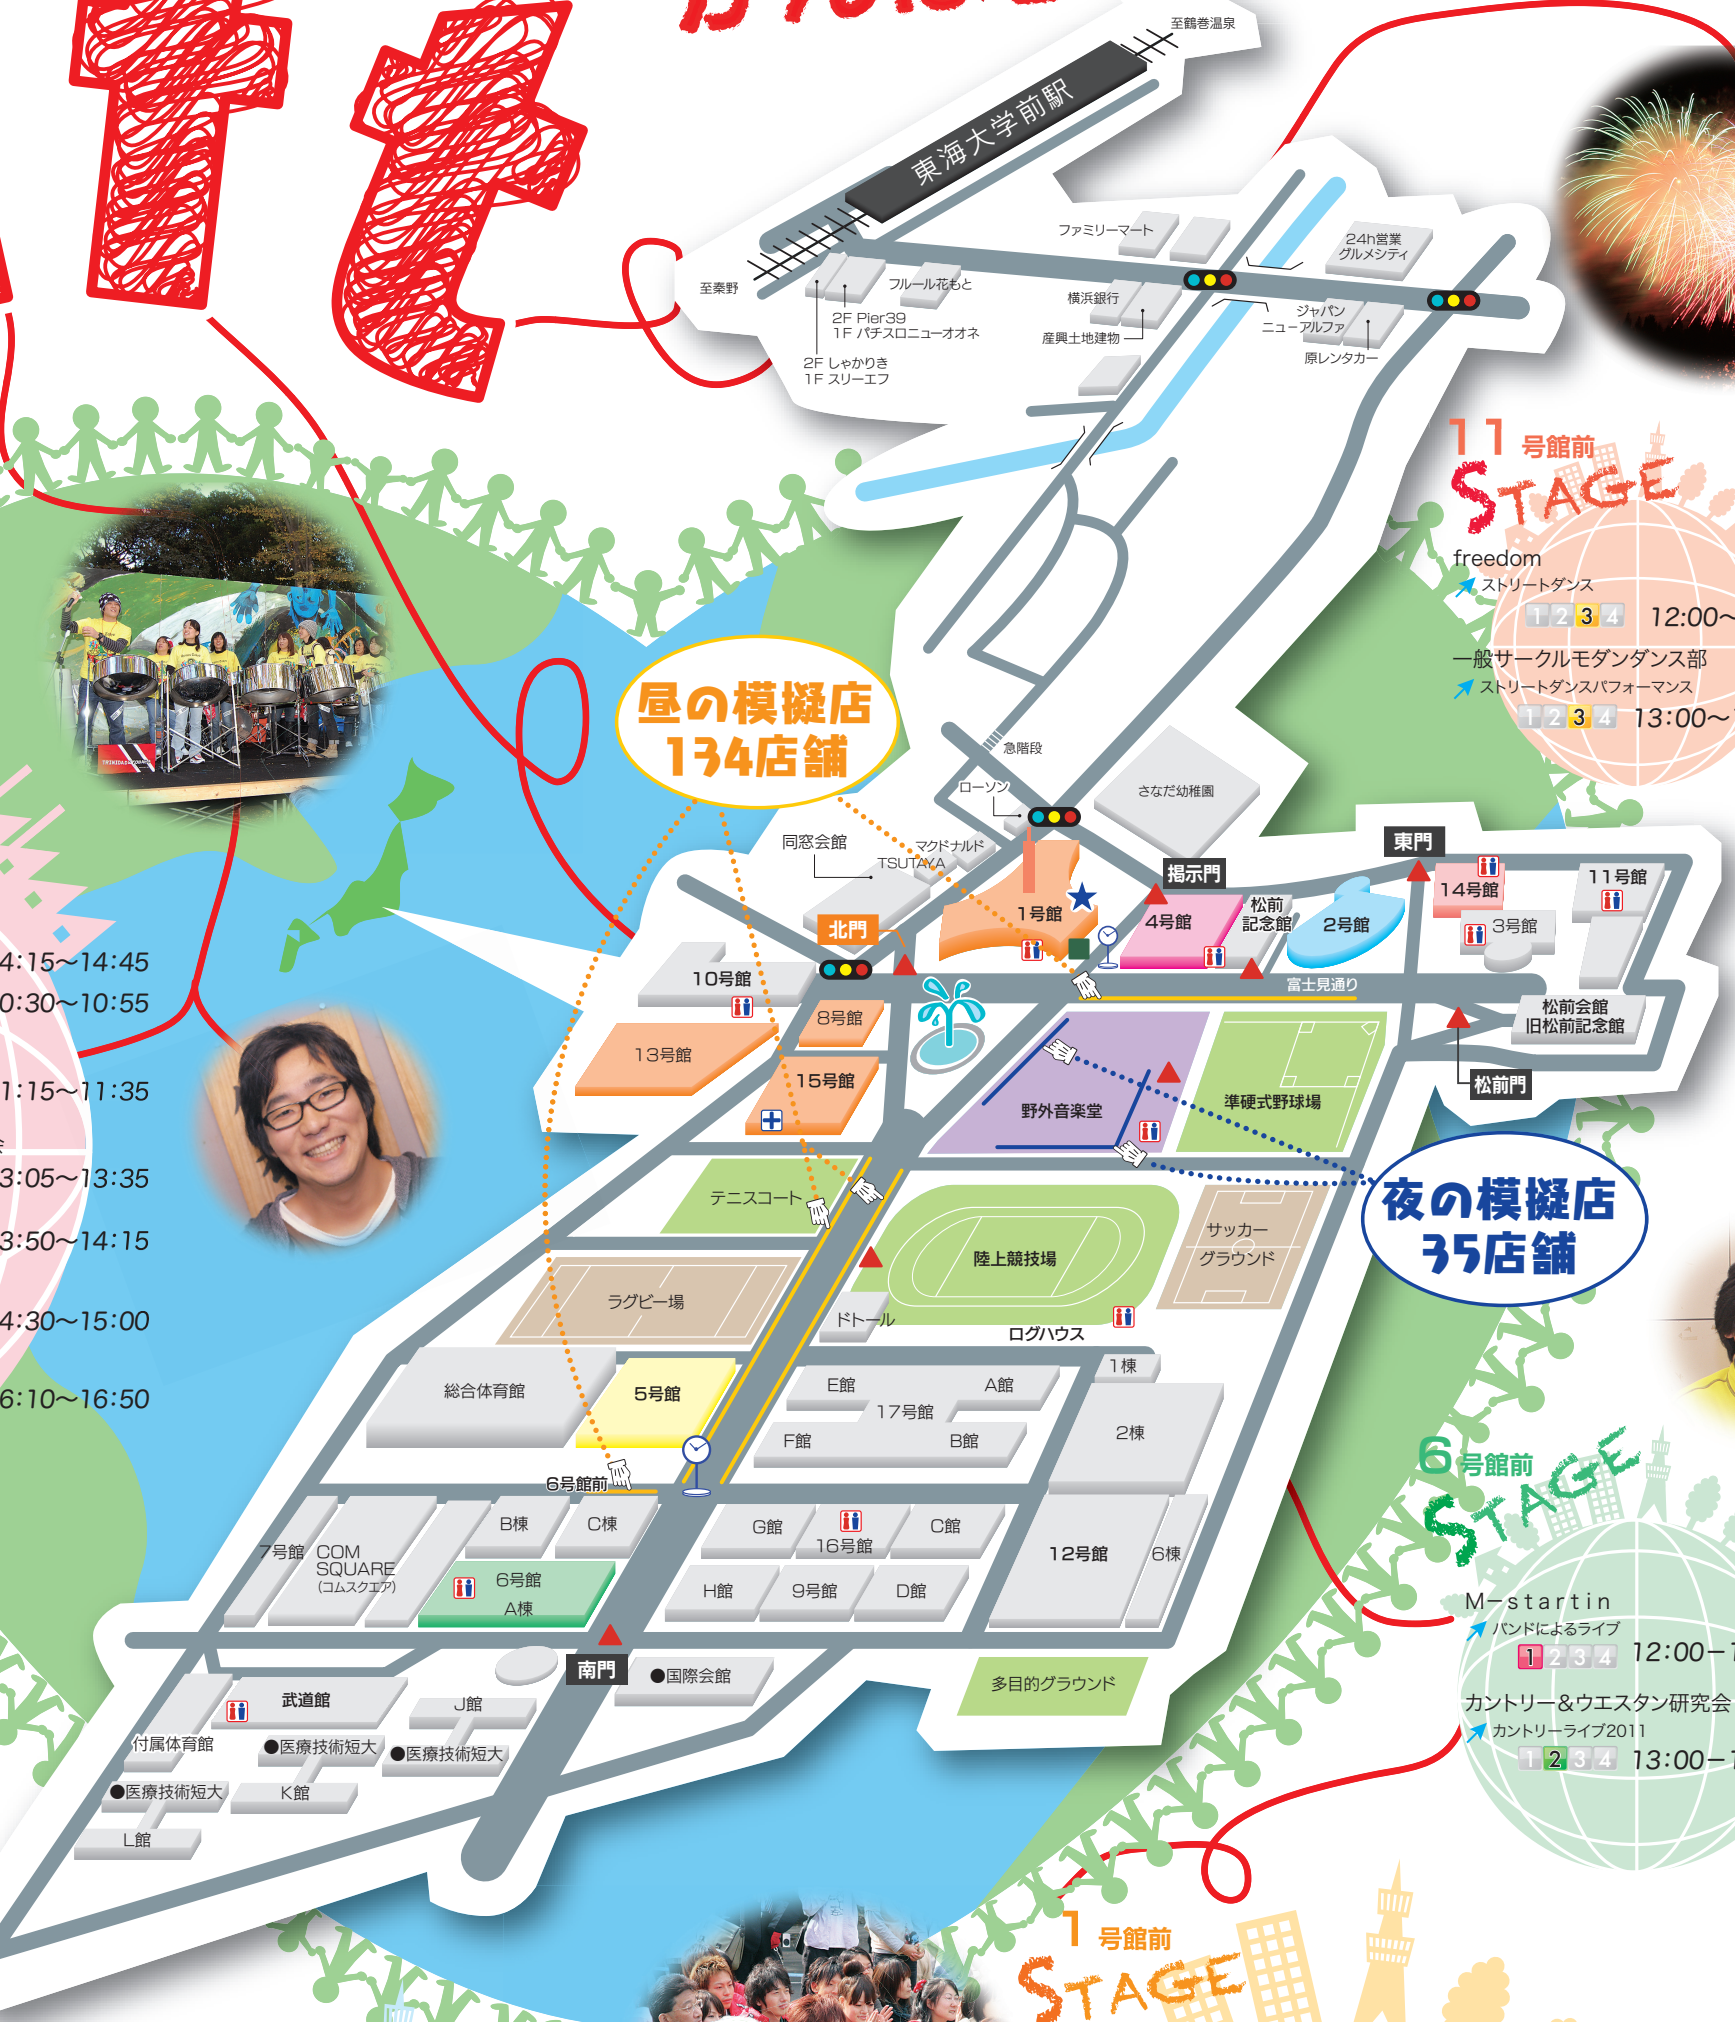 至鶴巻温泉
東海大学前駅
ファミリーマート
24h営業
グルメシティ
至秦野
フルール花もと
横浜銀行
2F Pier39
1F パチスロニューオオネ
産興土地建物
ジャパン
ニューアルファ
原レンタカー
2F しゃかりき
1F スリーエフ
11号館前
STAGE
freedom
ストリートダンス
1 2 3 4 12:00〜
一般サークルモダンダンス部
ストリートダンスパフォーマンス
1 2 3 4 13:00〜
昼の模擬店
134店舗
急階段
ローソン
さなだ幼稚園
同窓会館
マクドナルド
TSUTAYA
東門
掲示門
14号館
11号館
1号館
4号館
松前
記念館
2号館
3号館
北門
10号館
富士見通り
松前会館
旧松前記念館
8号館
13号館
15号館
野外音楽堂
準硬式野球場
松前門
4:15〜14:45
0:30〜10:55
1:15〜11:35
3:05〜13:35
3:50〜14:15
4:30〜15:00
6:10〜16:50
テニスコート
夜の模擬店
35店舗
サッカー
グラウンド
陸上競技場
ラグビー場
ドトール
ログハウス
総合体育館
5号館
E館
A館
17号館
F館
B館
1棟
2棟
6号館前
7号館
COM
SQUARE
(コムスクエア)
B棟
C棟
6号館
A棟
G館
16号館
C館
H館
9号館
D館
12号館
6棟
南門
●国際会館
多目的グラウンド
武道館
J館
付属体育館
●医療技術短大
●医療技術短大
●医療技術短大
K館
L館
6号館前
STAGE
M−startin
バンドによるライブ
1 2 3 4 12:00−1
カントリー&ウエスタン研究会
カントリーライブ2011
1 2 3 4 13:00−1
1号館前
STAGE